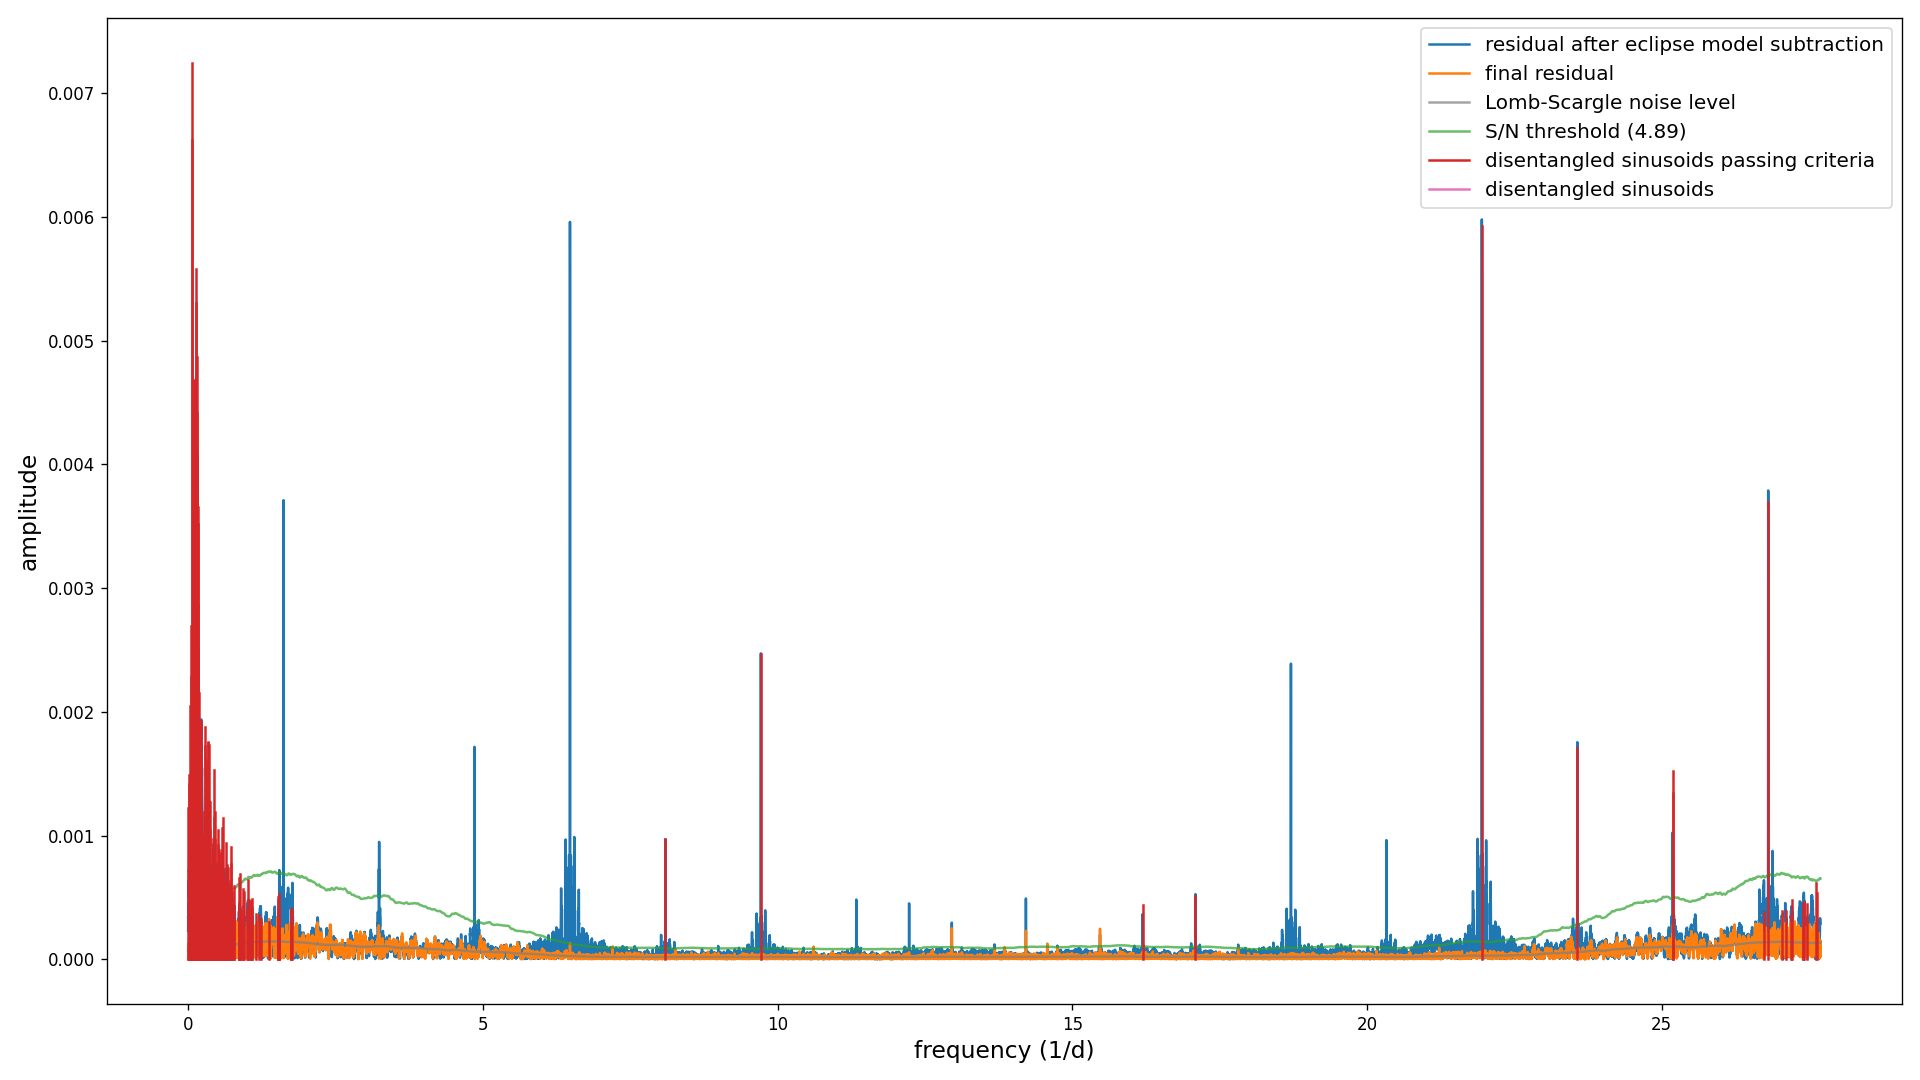 residual after eclipse model subtraction
final residual
Lomb-Scargle noise level
S/N threshold (4.89)
disentangled sinusoids passing criteria
disentangled sinusoids
amplitude
0.007
0.006
0.005
0.004
0.003
0.002
0.001
0.000
0 5 10 15 20 25
frequency (1/d)